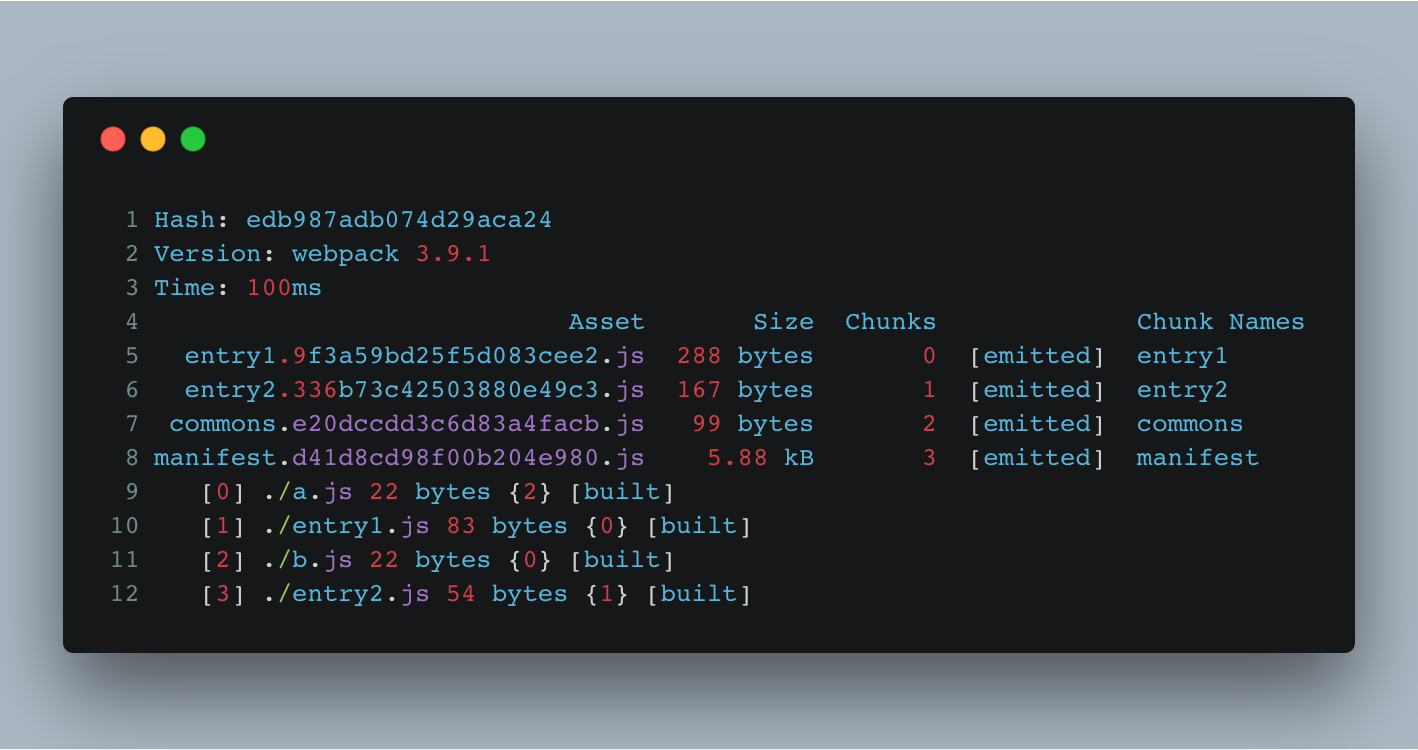 1 Hash: edb987adb074d29aca24
2 Version: webpack 3.9.1
3 Time: 100ms
4                            Asset       Size  Chunks             Chunk Names
5   entry1.9f3a59bd25f5d083cee2.js  288 bytes       0  [emitted]  entry1
6   entry2.336b73c42503880e49c3.js  167 bytes       1  [emitted]  entry2
7  commons.e20dccdd3c6d83a4facb.js   99 bytes       2  [emitted]  commons
8 manifest.d41d8cd98f00b204e980.js    5.88 kB       3  [emitted]  manifest
9    [0] ./a.js 22 bytes {2} [built]
10    [1] ./entry1.js 83 bytes {0} [built]
11    [2] ./b.js 22 bytes {0} [built]
12    [3] ./entry2.js 54 bytes {1} [built]